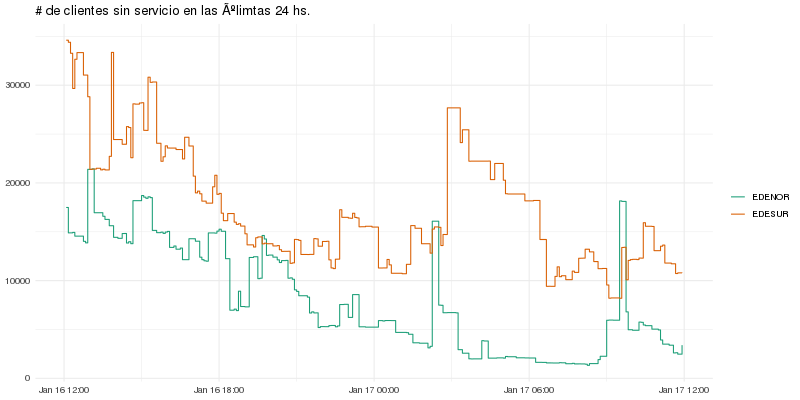 # de clientes sin servicio en las Ãºlimtas 24 hs.
30000
20000
10000
0
Jan 16 12:00
Jan 16 18:00
Jan 17 00:00
Jan 17 06:00
Jan 17 12:00
EDENOR
EDESUR